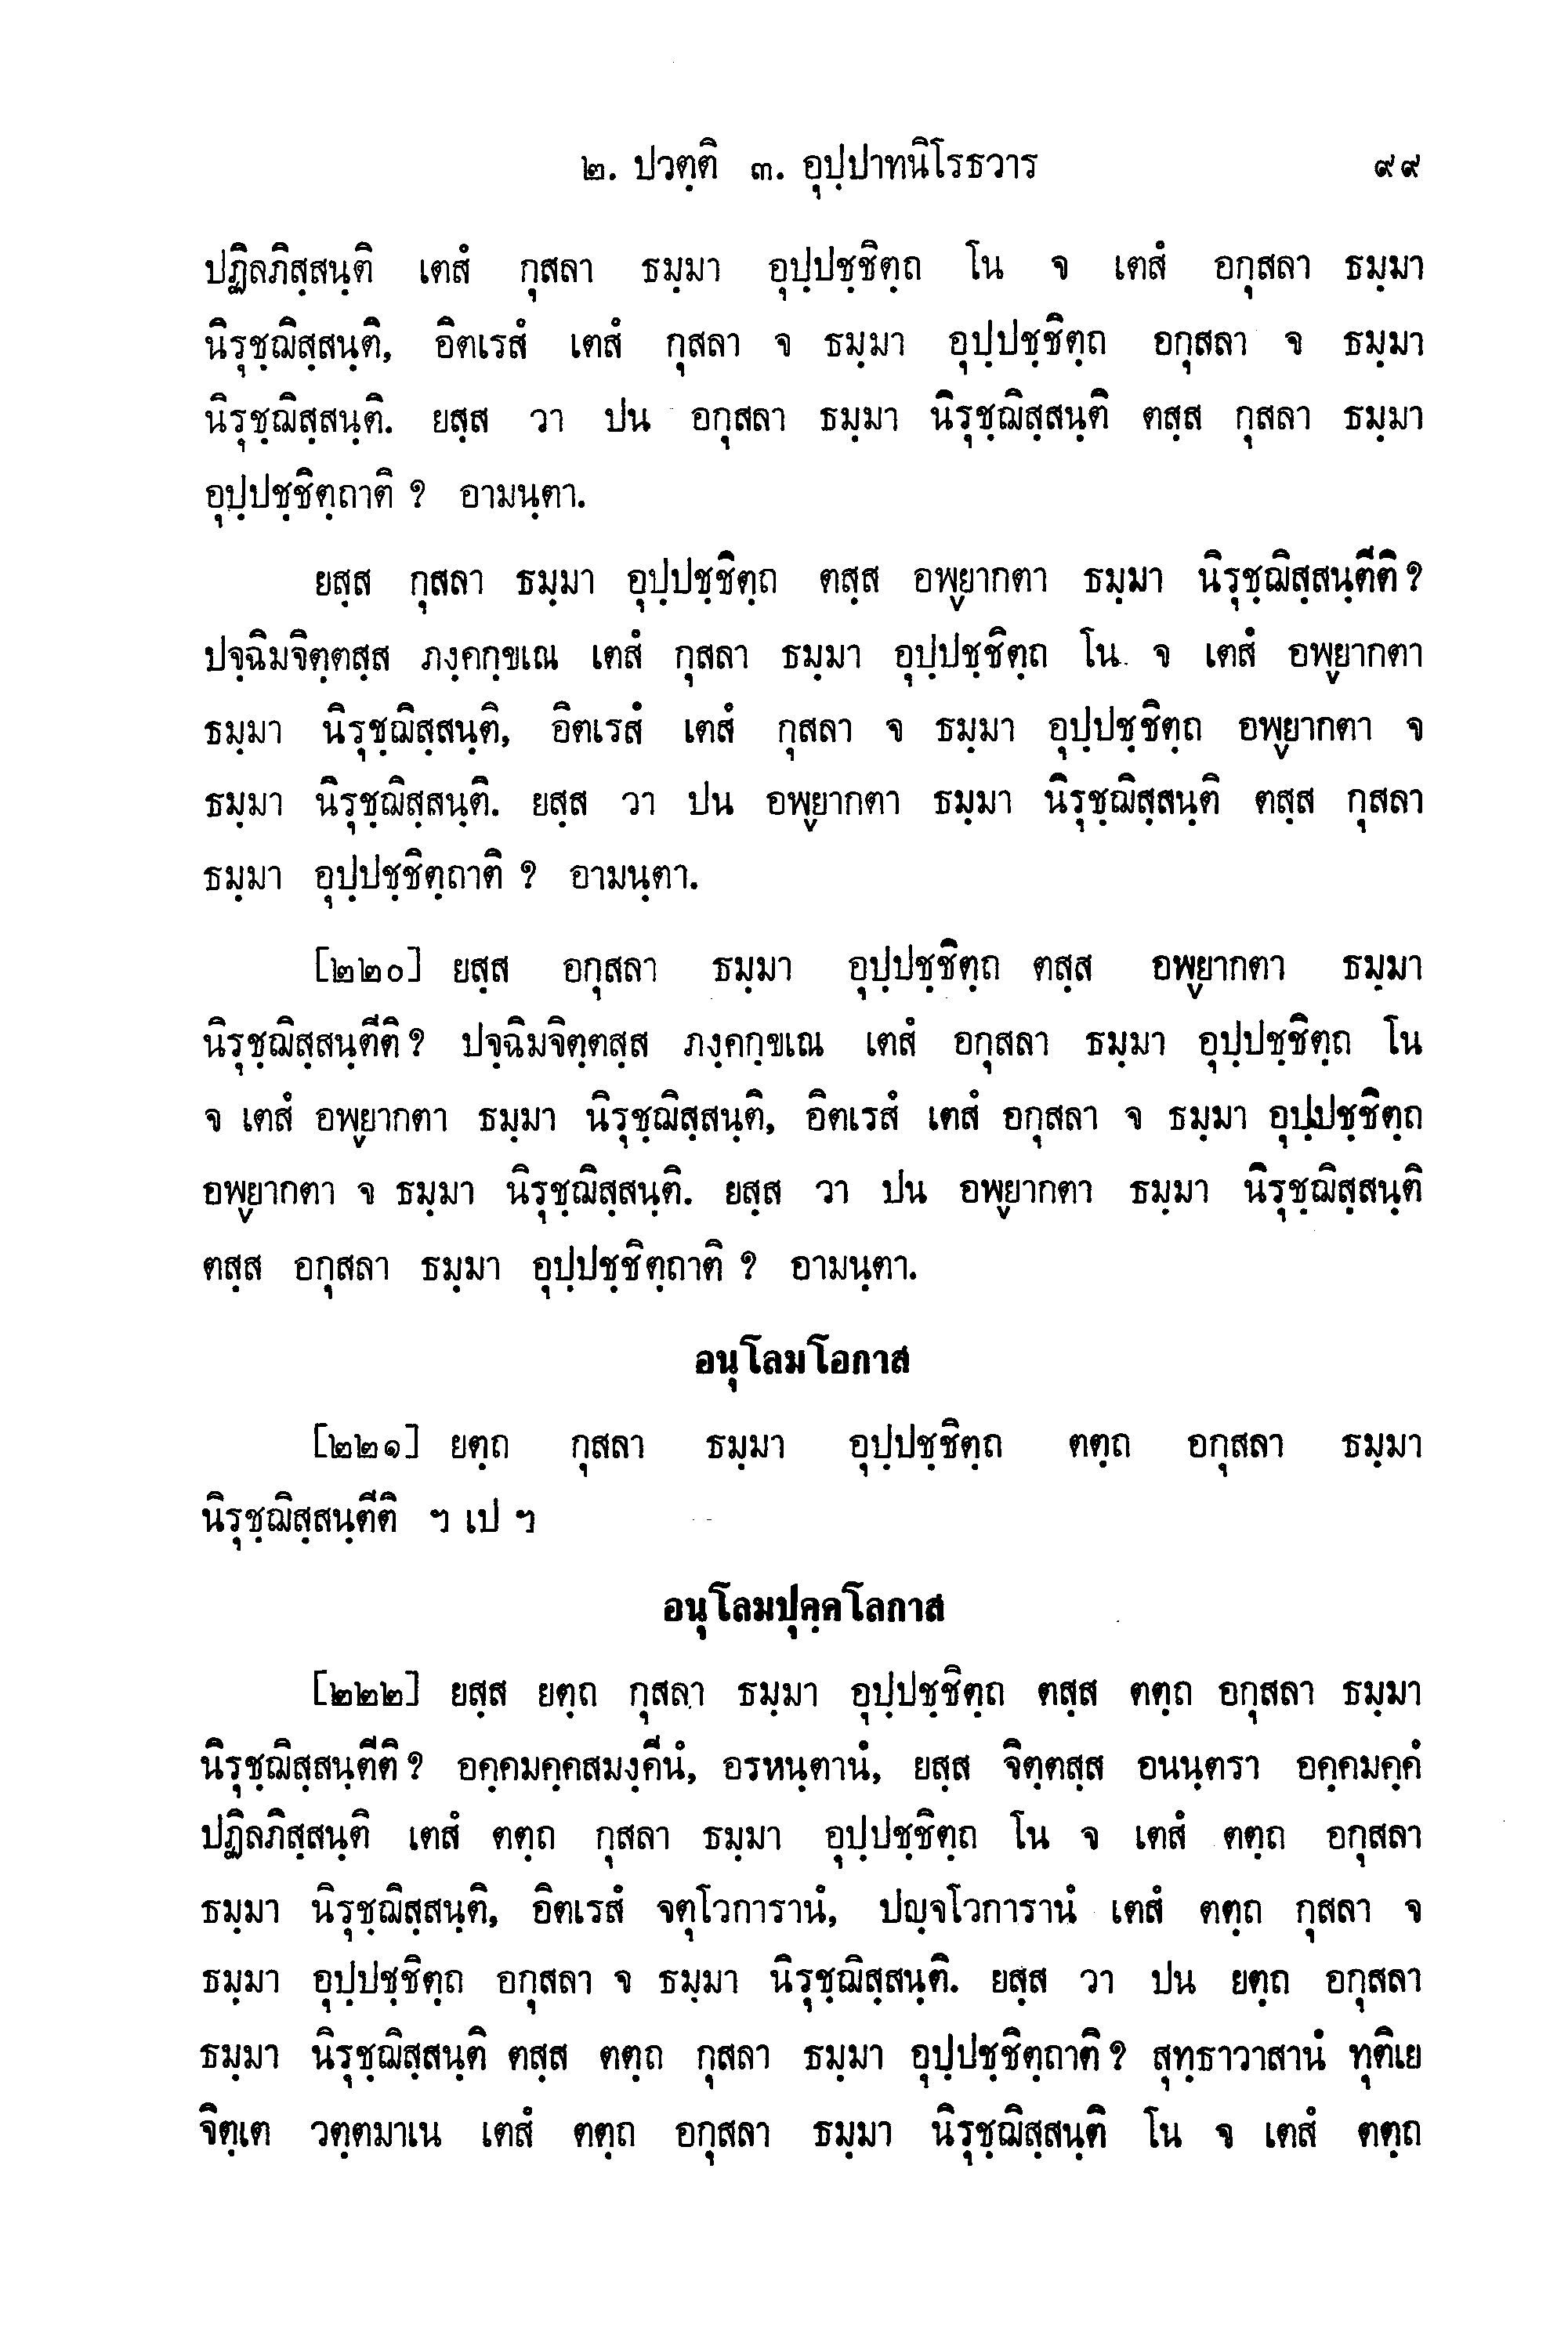 ๒. ปวตฺติ ๓. อุปฺปาทนิโรธวาร ๙๙
ปฏิลภิสฺสนฺติ เตสํ กุสลา ธมฺมา อุปฺปชฺชิตฺถ โน จ เตสํ อกุสลา ธมฺมา
นิรุชฺฌิสฺสนฺติ, อิตเรสํ เตสํ กุสลา จ ธมฺมา อุปฺปชฺชิตฺถ อกุสลา จ ธมฺมา
นิรุชฺฌิสฺสนฺติ. ยสฺส วา ปน อกุสลา ธมฺมา นิรุชฺฌิสฺสนฺติ ตสฺส กุสลา ธมฺมา
อุปฺปชฺชิตฺถาติ ? อามนฺตา.
ยสฺส กุสลา ธมฺมา อุปฺปชฺชิตฺถ ตสฺส อพฺยากตา ธมฺมา นิรุชฺฌิสฺสนฺตีติ ?
ปจฺฉิมจิตฺตสฺส ภงฺคกฺขเณ เตสํ กุสลา ธมฺมา อุปฺปชฺชิตฺถ โน จ เตสํ อพฺยากตา
ธมฺมา นิรุชฺฌิสฺสนฺติ, อิตเรสํ เตสํ กุสลา จ ธมฺมา อุปฺปชฺชิตฺถ อพฺยากตา จ
ธมฺมา นิรุชฺฌิสฺสนฺติ. ยสฺส วา ปน อพฺยากตา ธมฺมา นิรุชฺฌิสฺสนฺติ ตสฺส กุสลา
ธมฺมา อุปฺปชฺชิตฺถาติ ? อามนฺตา.
[๒๒๐] ยสฺส อกุสลา ธมฺมา อุปฺปชฺชิตฺถ ตสฺส อพฺยากตา ธมฺมา
นิรุชฺฌิสฺสนฺตีติ ? ปจฺฉิมจิตฺตสฺส ภงฺคกฺขเณ เตสํ อกุสลา ธมฺมา อุปฺปชฺชิตฺถ โน
จ เตสํ อพฺยากตา ธมฺมา นิรุชฺฌิสฺสนฺติ, อิตเรสํ เตสํ อกุสลา จ ธมฺมา อุปฺปชฺชิตฺถ
อพฺยากตา จ ธมฺมา นิรุชฺฌิสฺสนฺติ. ยสฺส วา ปน อพฺยากตา ธมฺมา นิรุชฺฌิสฺสนฺติ
ตสฺส อกุสลา ธมฺมา อุปฺปชฺชิตฺถาติ ? อามนฺตา.
อนุโลมโอกาส
[๒๒๑] ยตฺถ กุสลา ธมฺมา อุปฺปชฺชิตฺถ ตตฺถ อกุสลา ธมฺมา
นิรุชฺฌิสฺสนฺตีติ ฯ เป ฯ
อนุโลมปุคฺคโลกาส
[๒๒๒] ยสฺส ยตฺถ กุสลา ธมฺมา อุปฺปชฺชิตฺถ ตสฺส ตตฺถ อกุสลา ธมฺมา
นิรุชฺฌิสฺสนฺตีติ ? อคฺคมคฺคสมงฺคีนํ, อรหนฺตานํ, ยสฺส จิตฺตสฺส อนนฺตรา อคฺคมคฺคํ
ปฏิลภิสฺสนฺติ เตสํ ตตฺถ กุสลา ธมฺมา อุปฺปชฺชิตฺถ โน จ เตสํ ตตฺถ อกุสลา
ธมฺมา นิรุชฺฌิสฺสนฺติ, อิตเรสํ จตุโวการานํ, ปญฺจโวการานํ เตสํ ตตฺถ กุสลา จ
ธมฺมา อุปฺปชฺชิตฺถ อกุสลา จ ธมฺมา นิรุชฺฌิสฺสนฺติ. ยสฺส วา ปน ยตฺถ อกุสลา
ธมฺมา นิรุชฺฌิสฺสนฺติ ตสฺส ตตฺถ กุสลา ธมฺมา อุปฺปชฺชิตฺถาติ ? สุทฺธาวาสานํ ทุติเย
จิตฺเต วตฺตมาเน เตสํ ตตฺถ อกุสลา ธมฺมา นิรุชฺฌิสฺสนฺติ โน จ เตสํ ตตฺถ